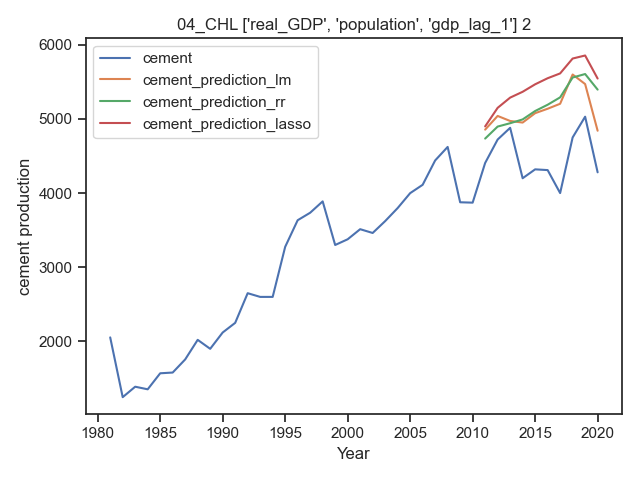 04_CHL ['real_GDP', 'population', 'gdp_lag_1'] 2
6000
5000
4000
3000
2000
cement production
cement
cement_prediction_lm
cement_prediction_rr
cement_prediction_lasso
1980 1985 1990 1995 2000 2005 2010 2015 2020
Year